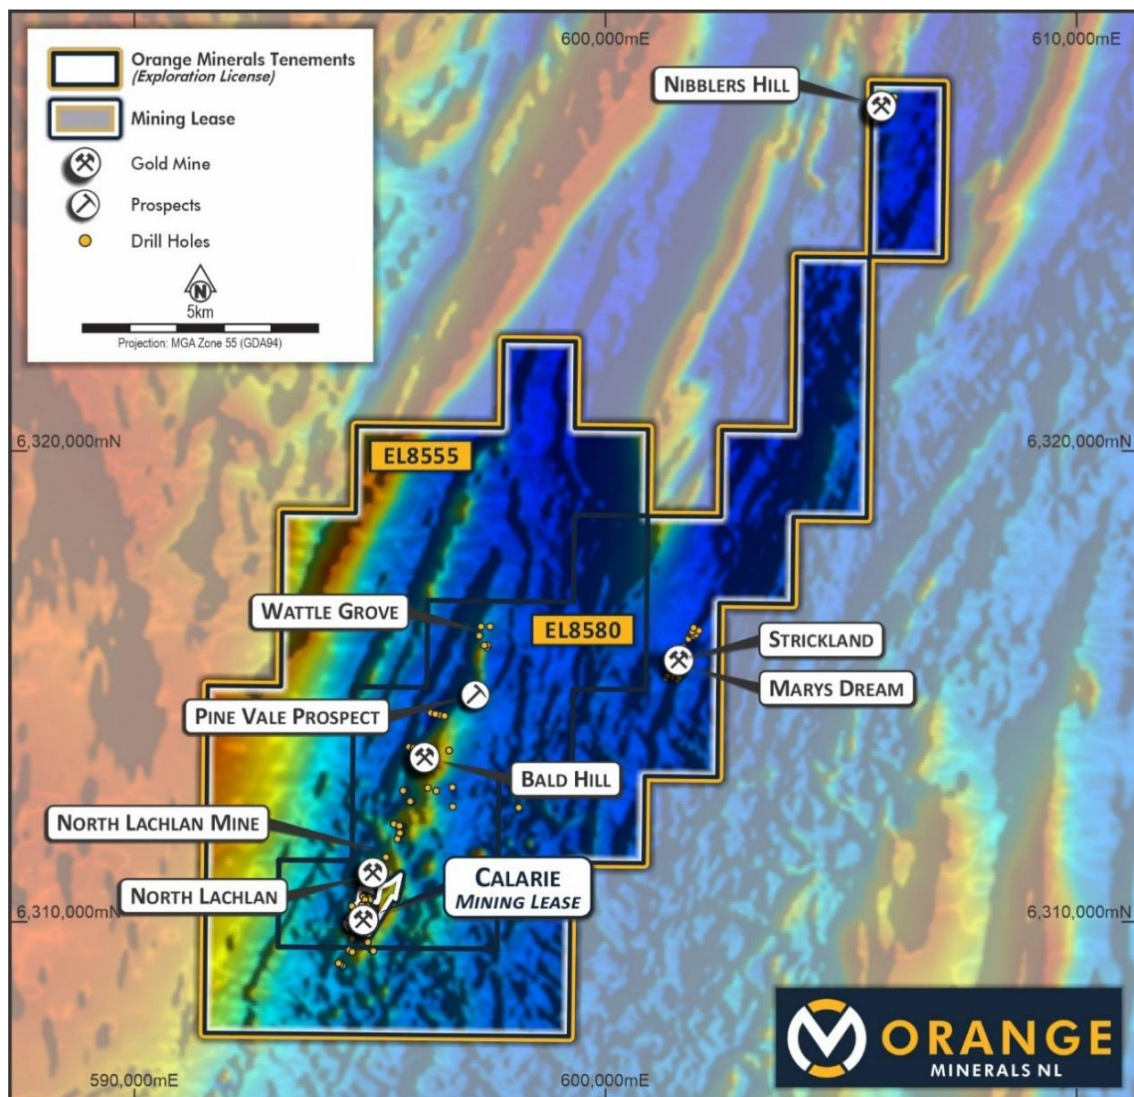 600,000mE
610,000mE
Orange Minerals Tenements
(Exploration License)
Mining Lease
Gold Mine
Prospects
Drill Holes
N
5km
Projection: MGA Zone 55 (GDA94)
NIBBLERS HILL
6,320,000mN
6,320,000mN
EL8555
WATTLE GROVE
EL8580
STRICKLAND
MARYS DREAM
PINE VALE PROSPECT
BALD HILL
NORTH LACHLAN MINE
NORTH LACHLAN
CALARIE
MINING LEASE
6,310,000mN
6,310,000mN
ORANGE
MINERALS NL
590,000mE
600,000mE